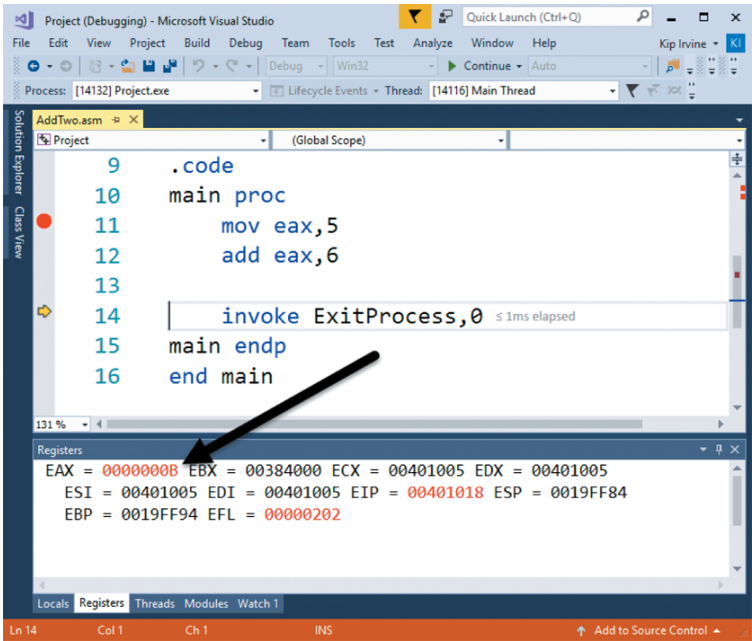 Project (Debugging) - Microsoft Visual Studio Quick Launch (Ctrl+Q)
File Edit View Project Build Debug Team Tools Test Analyze Window Help Kip Irvine KI
Debug Win32 Continue Auto
Process: [14132] Project.exe Lifecycle Events Thread: [14116] Main Thread
Solution Explorer
Class View
AddTwo.asm
Project (Global Scope)
9 .code
10 main proc
11 mov eax,5
12 add eax,6
13
14 invoke ExitProcess,0 ≤ 1ms elapsed
15 main endp
16 end main
131 %
Registers
EAX = 0000000B EBX = 00384000 ECX = 00401005 EDX = 00401005
ESI = 00401005 EDI = 00401005 EIP = 00401018 ESP = 0019FF84
EBP = 0019FF94 EFL = 00000202
Locals Registers Threads Modules Watch 1
Ln 14 Col 1 Ch 1 INS Add to Source Control